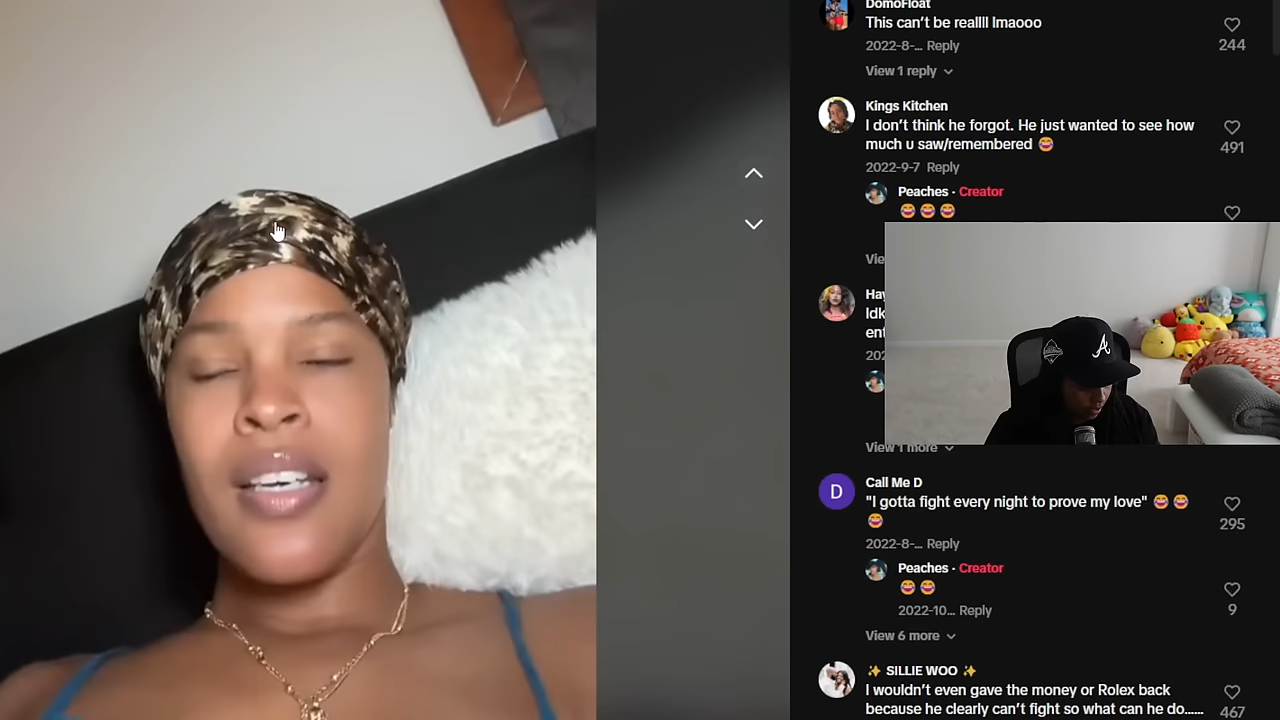 DomoFloat
This can't be realllI lmaooo
244
2022-8-... Reply
View 1 reply
Kings Kitchen
I don't think he forgot. He just wanted to see how
much u saw/remembered 😂
491
2022-9-7 Reply
Peaches · Creator
😂 😂 😂
View 1 more
D
Call Me D
"I gotta fight every night to prove my love" 😂 😂
😂
295
2022-8-... Reply
Peaches · Creator
😂 😂
2022-10... Reply
9
View 6 more
✨ SILLIE WOO ✨
I wouldn't even gave the money or Rolex back
because he clearly can't fight so what can he do......
467
A